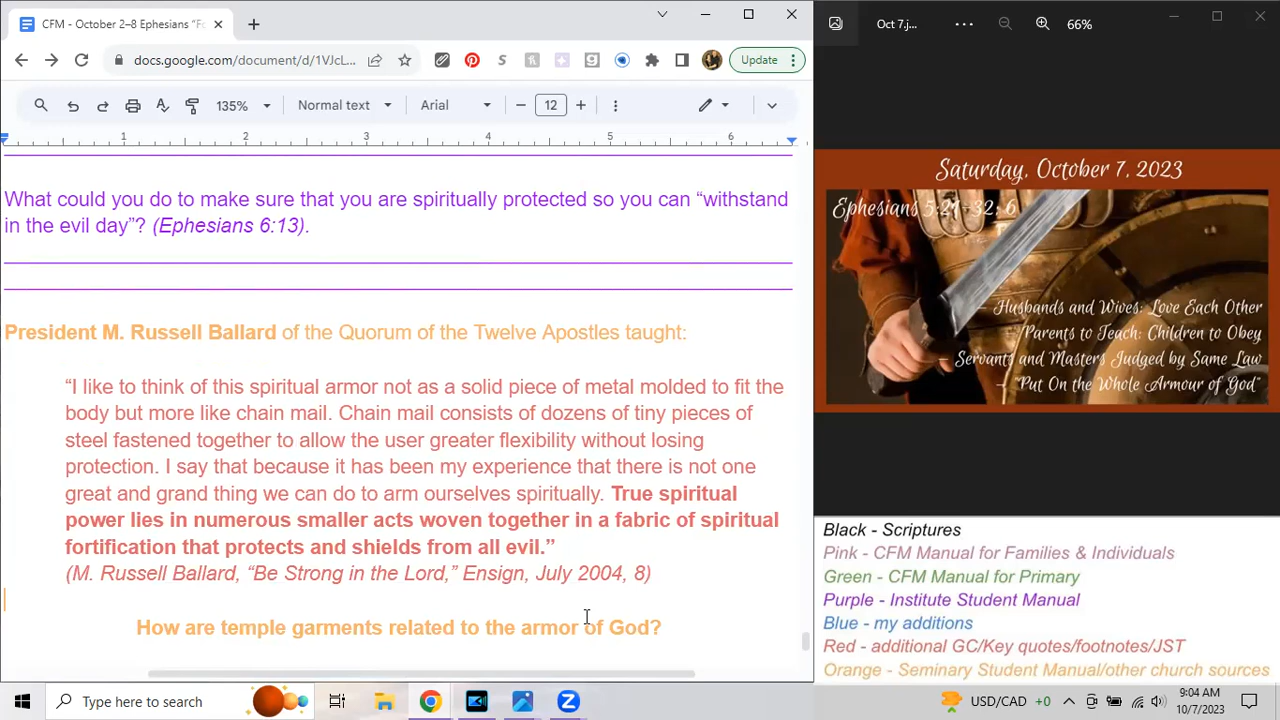 CFM - October 2–8 Ephesians “Fo
docs.google.com/document/d/1VJcL...
Update
135%
Normal text
Arial
12
1 2 3 4 5 6
What could you do to make sure that you are spiritually protected so you can “withstand
in the evil day”? (Ephesians 6:13).
President M. Russell Ballard of the Quorum of the Twelve Apostles taught:
“I like to think of this spiritual armor not as a solid piece of metal molded to fit the
body but more like chain mail. Chain mail consists of dozens of tiny pieces of
steel fastened together to allow the user greater flexibility without losing
protection. I say that because it has been my experience that there is not one
great and grand thing we can do to arm ourselves spiritually. True spiritual
power lies in numerous smaller acts woven together in a fabric of spiritual
fortification that protects and shields from all evil.”
(M. Russell Ballard, “Be Strong in the Lord,” Ensign, July 2004, 8)
How are temple garments related to the armor of God?
Oct 7.j...
66%
Saturday, October 7, 2023
Ephesians 5:21-32; 6
– Husbands and Wives: Love Each Other
Parents to Teach; Children to Obey
– Servants and Masters Judged by Same Law
– “Put On the Whole Armour of God”
Black - Scriptures
Pink - CFM Manual for Families & Individuals
Green - CFM Manual for Primary
Purple - Institute Student Manual
Blue - my additions
Red - additional GC/Key quotes/footnotes/JST
Orange - Seminary Student Manual/other church sources
Type here to search
USD/CAD +0
9:04 AM
10/7/2023